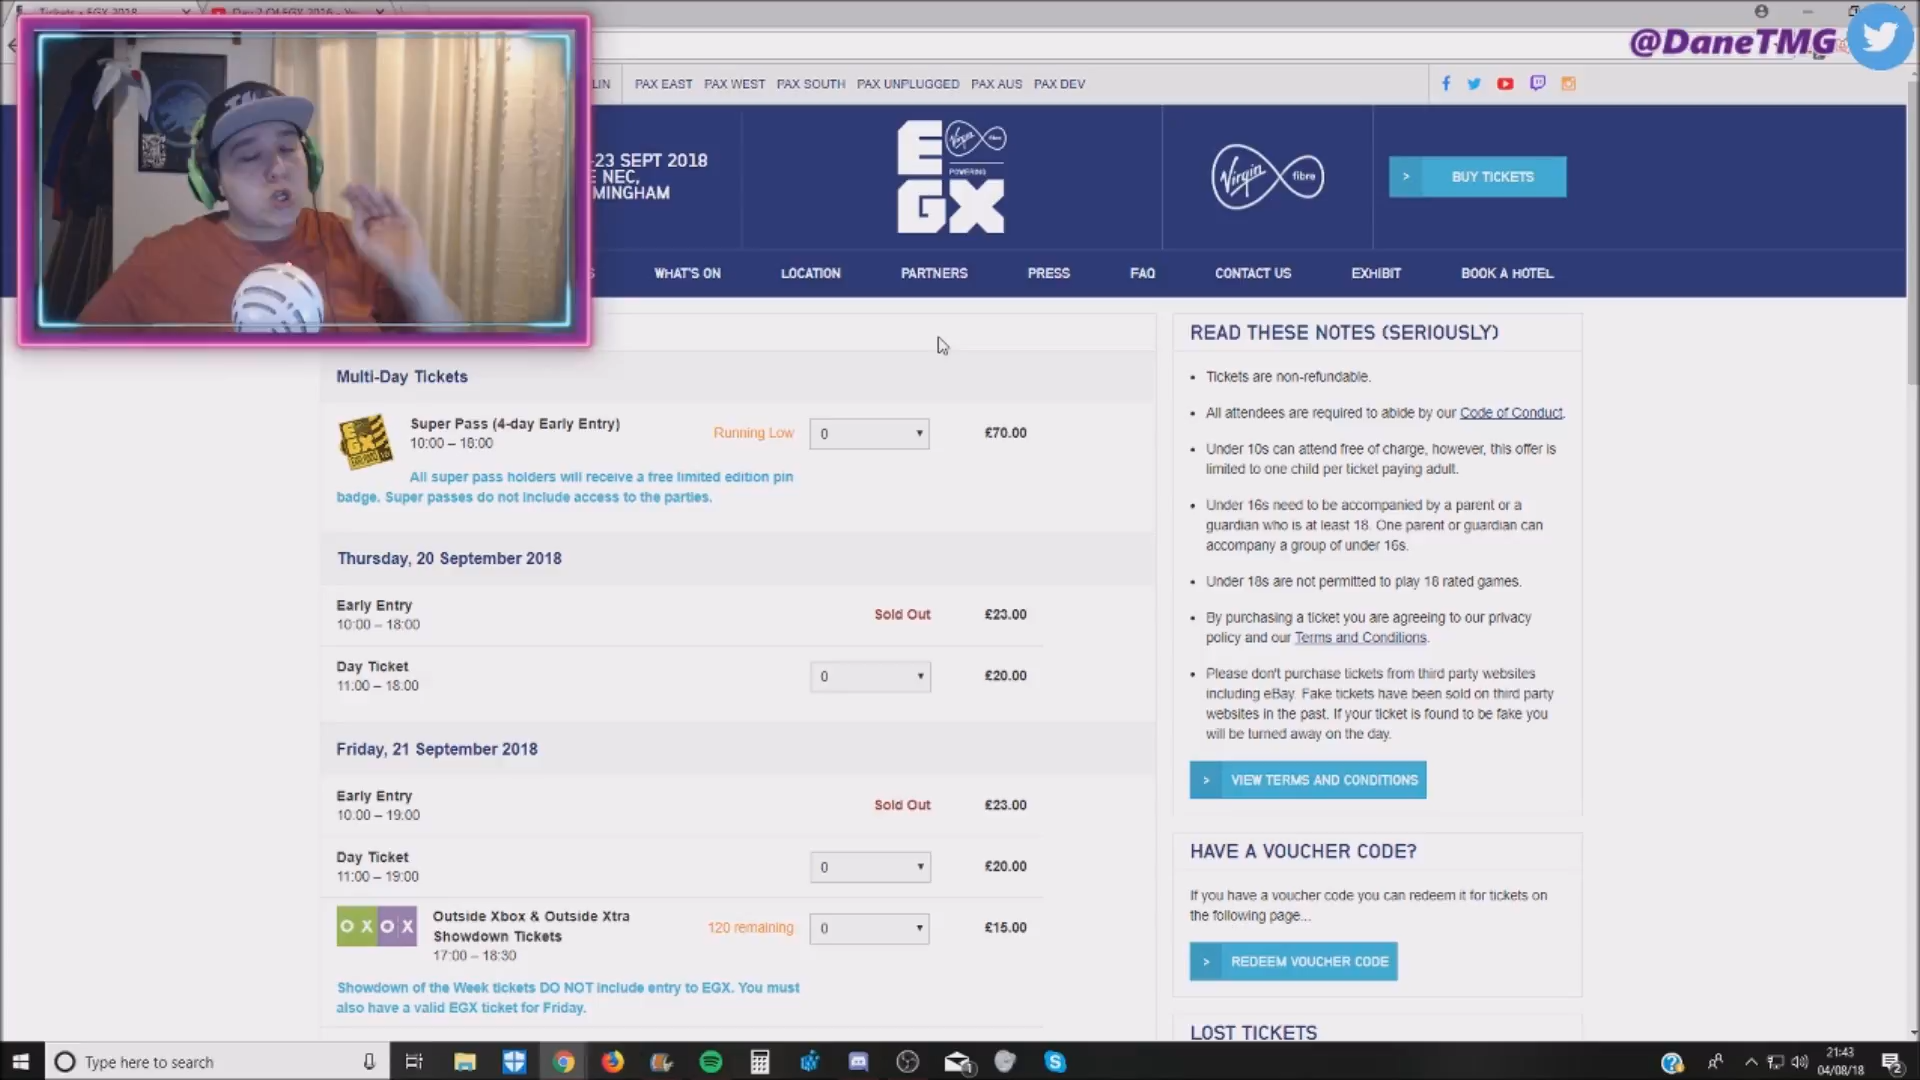 Tickets • EGX 2018
Day 2 Of EGX 2016 - You
@DaneTMG
LIN
PAX EAST PAX WEST PAX SOUTH PAX UNPLUGGED PAX AUS PAX DEV
-23 SEPT 2018
E NEC,
MINGHAM
EGX
Virgin
fibre
POWERING
Virgin fibre
> BUY TICKETS
S WHAT'S ON LOCATION PARTNERS PRESS FAQ CONTACT US EXHIBIT BOOK A HOTEL
Multi-Day Tickets
EGX
Super Pass (4-day Early Entry)
10:00 – 18:00
Running Low
0
£70.00
All super pass holders will receive a free limited edition pin
badge. Super passes do not include access to the parties.
Thursday, 20 September 2018
Early Entry
10:00 – 18:00
Sold Out
£23.00
Day Ticket
11:00 – 18:00
0
£20.00
Friday, 21 September 2018
Early Entry
10:00 – 19:00
Sold Out
£23.00
Day Ticket
11:00 – 19:00
0
£20.00
OXOX
Outside Xbox & Outside Xtra
Showdown Tickets
17:00 – 18:30
120 remaining
0
£15.00
Showdown of the Week tickets DO NOT include entry to EGX. You must
also have a valid EGX ticket for Friday.
READ THESE NOTES (SERIOUSLY)
• Tickets are non-refundable.
• All attendees are required to abide by our Code of Conduct.
• Under 10s can attend free of charge, however, this offer is
limited to one child per ticket paying adult.
• Under 16s need to be accompanied by a parent or a
guardian who is at least 18. One parent or guardian can
accompany a group of under 16s.
• Under 18s are not permitted to play 18 rated games.
• By purchasing a ticket you are agreeing to our privacy
policy and our Terms and Conditions.
• Please don't purchase tickets from third party websites
including eBay. Fake tickets have been sold on third party
websites in the past. If your ticket is found to be fake you
will be turned away on the day.
> VIEW TERMS AND CONDITIONS
HAVE A VOUCHER CODE?
If you have a voucher code you can redeem it for tickets on
the following page...
> REDEEM VOUCHER CODE
LOST TICKETS
Type here to search
21:43
04/08/18